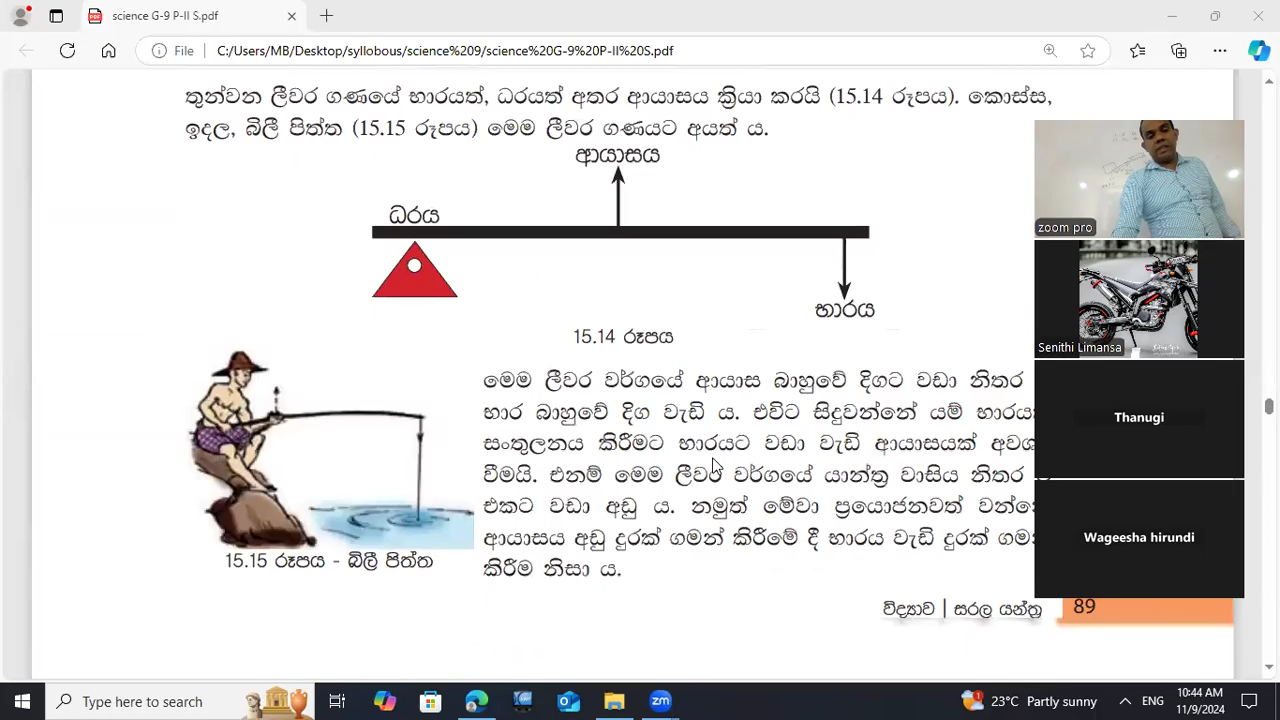 science G-9 P-II S.pdf
File C:/Users/MB/Desktop/syllobous/science%209/science%20G-9%20P-II%20S.pdf
තුන්වන ලීවර ගණයේ භාරයත්, ධරයත් අතර ආයාසය ක්‍රියා කරයි (15.14 රූපය). කොස්ස,
ඉදල, බිලී පිත්ත (15.15 රූපය) මෙම ලීවර ගණයට අයත් ය.
ආයාසය
ධරය
භාරය
15.14 රූපය
මෙම ලීවර වර්ගයේ ආයාස බාහුවේ දිගට වඩා නිතර
භාර බාහුවේ දිග වැඩි ය. එවිට සිදුවන්නේ යම්
සංතුලනය කිරීමට භාරයට වඩා වැඩි ආයාසයක්
වීමයි. එනම් මෙම ලීවර වර්ගයේ යාන්ත්‍ර වාසිය නිතර
එකට වඩා අඩු ය. නමුත් මේවා ප්‍රයෝජනවත්
ආයාසය අඩු දුරක් ගමන් කිරීමේ දී භාරය වැඩි දුරක්
කිරීම නිසා ය.
15.15 රූපය - බිලී පිත්ත
විද්‍යාව | සරල යන්ත්‍ර 89
zoom pro
Senithi Limansa
Thanugi
Wageesha hirundi
Type here to search
23°C Partly sunny
ENG
10:44 AM
11/9/2024